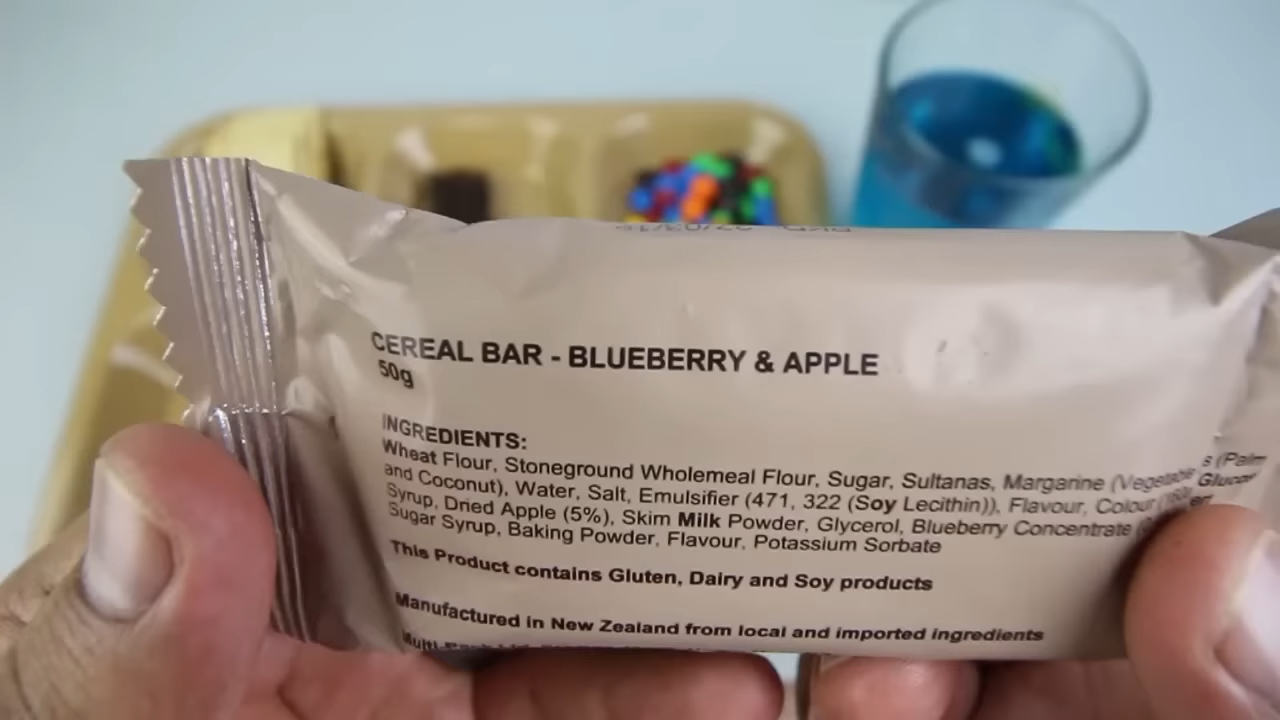 CEREAL BAR - BLUEBERRY & APPLE
50g
INGREDIENTS:
Wheat Flour, Stoneground Wholemeal Flour, Sugar, Sultanas, Margarine (Vegetable (Palm
and Coconut), Water, Salt, Emulsifier (471, 322 (Soy Lecithin)), Flavour, Colour
Syrup, Dried Apple (5%), Skim Milk Powder, Glycerol, Blueberry Concentrate
Sugar Syrup, Baking Powder, Flavour, Potassium Sorbate
This Product contains Gluten, Dairy and Soy products
Manufactured in New Zealand from local and imported ingredients